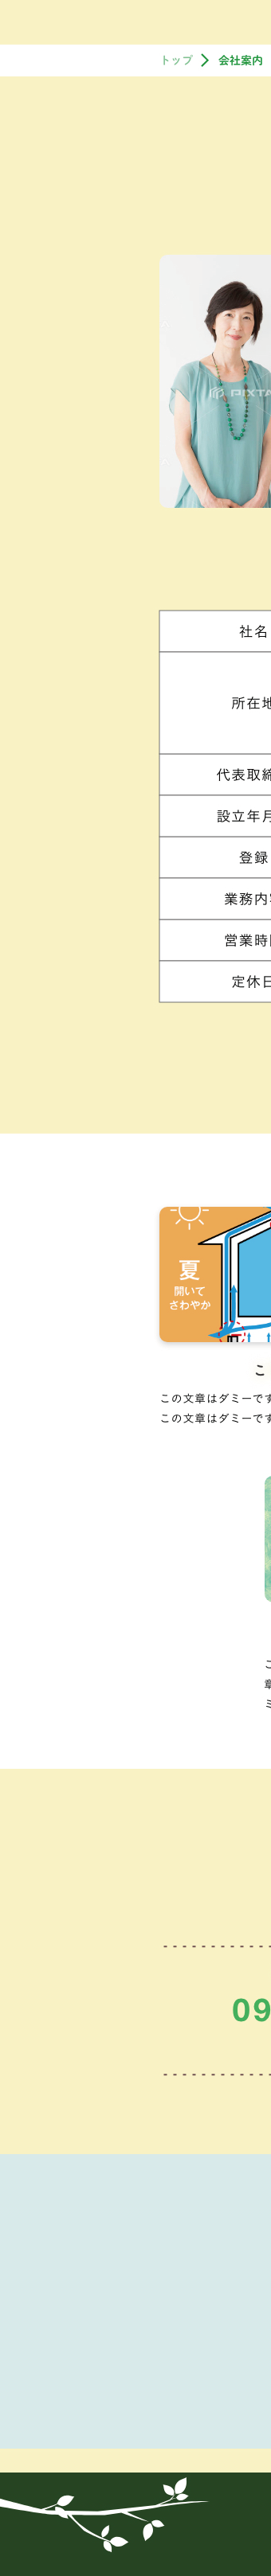 トップ
会社案内
PIXTA
社名
所在地
代表取締
設立年月
登録
業務内容
営業時間
定休日
夏
開いて
さわやか
こ
この文章はダミーです
この文章はダミーです
こ
章
ミ
09